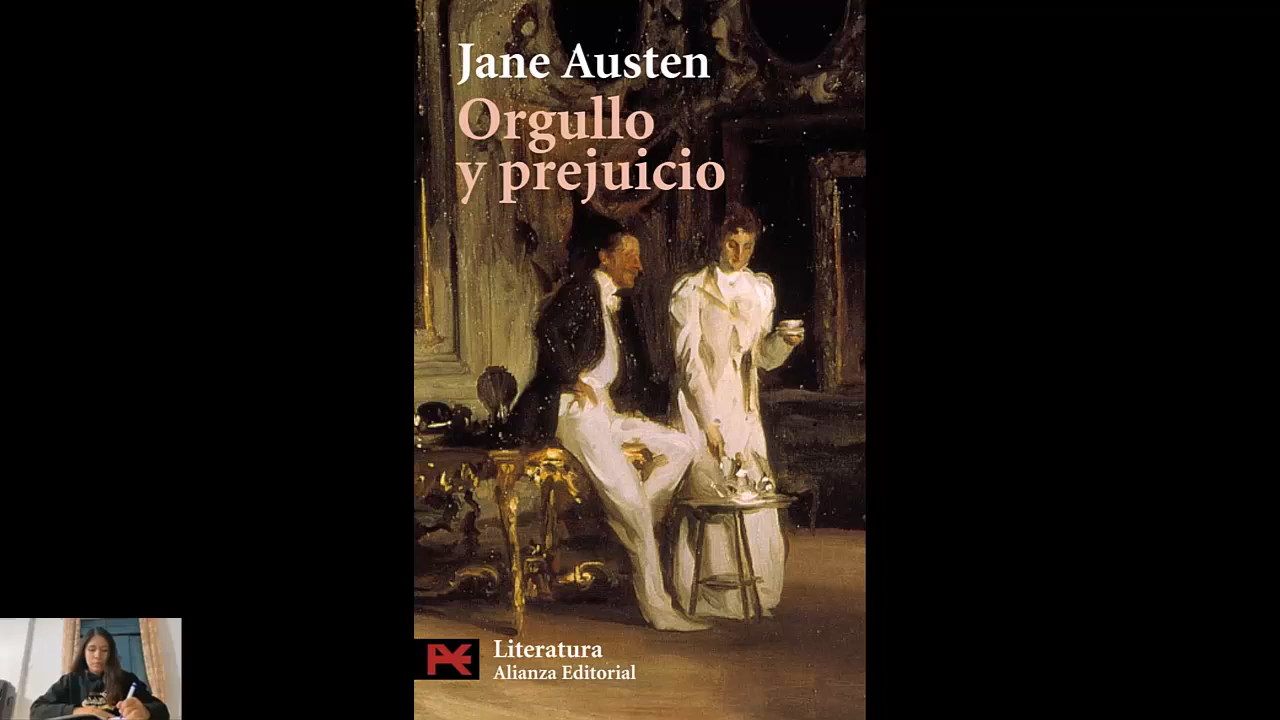 Jane Austen
Orgullo
y prejuicio
Literatura
Alianza Editorial